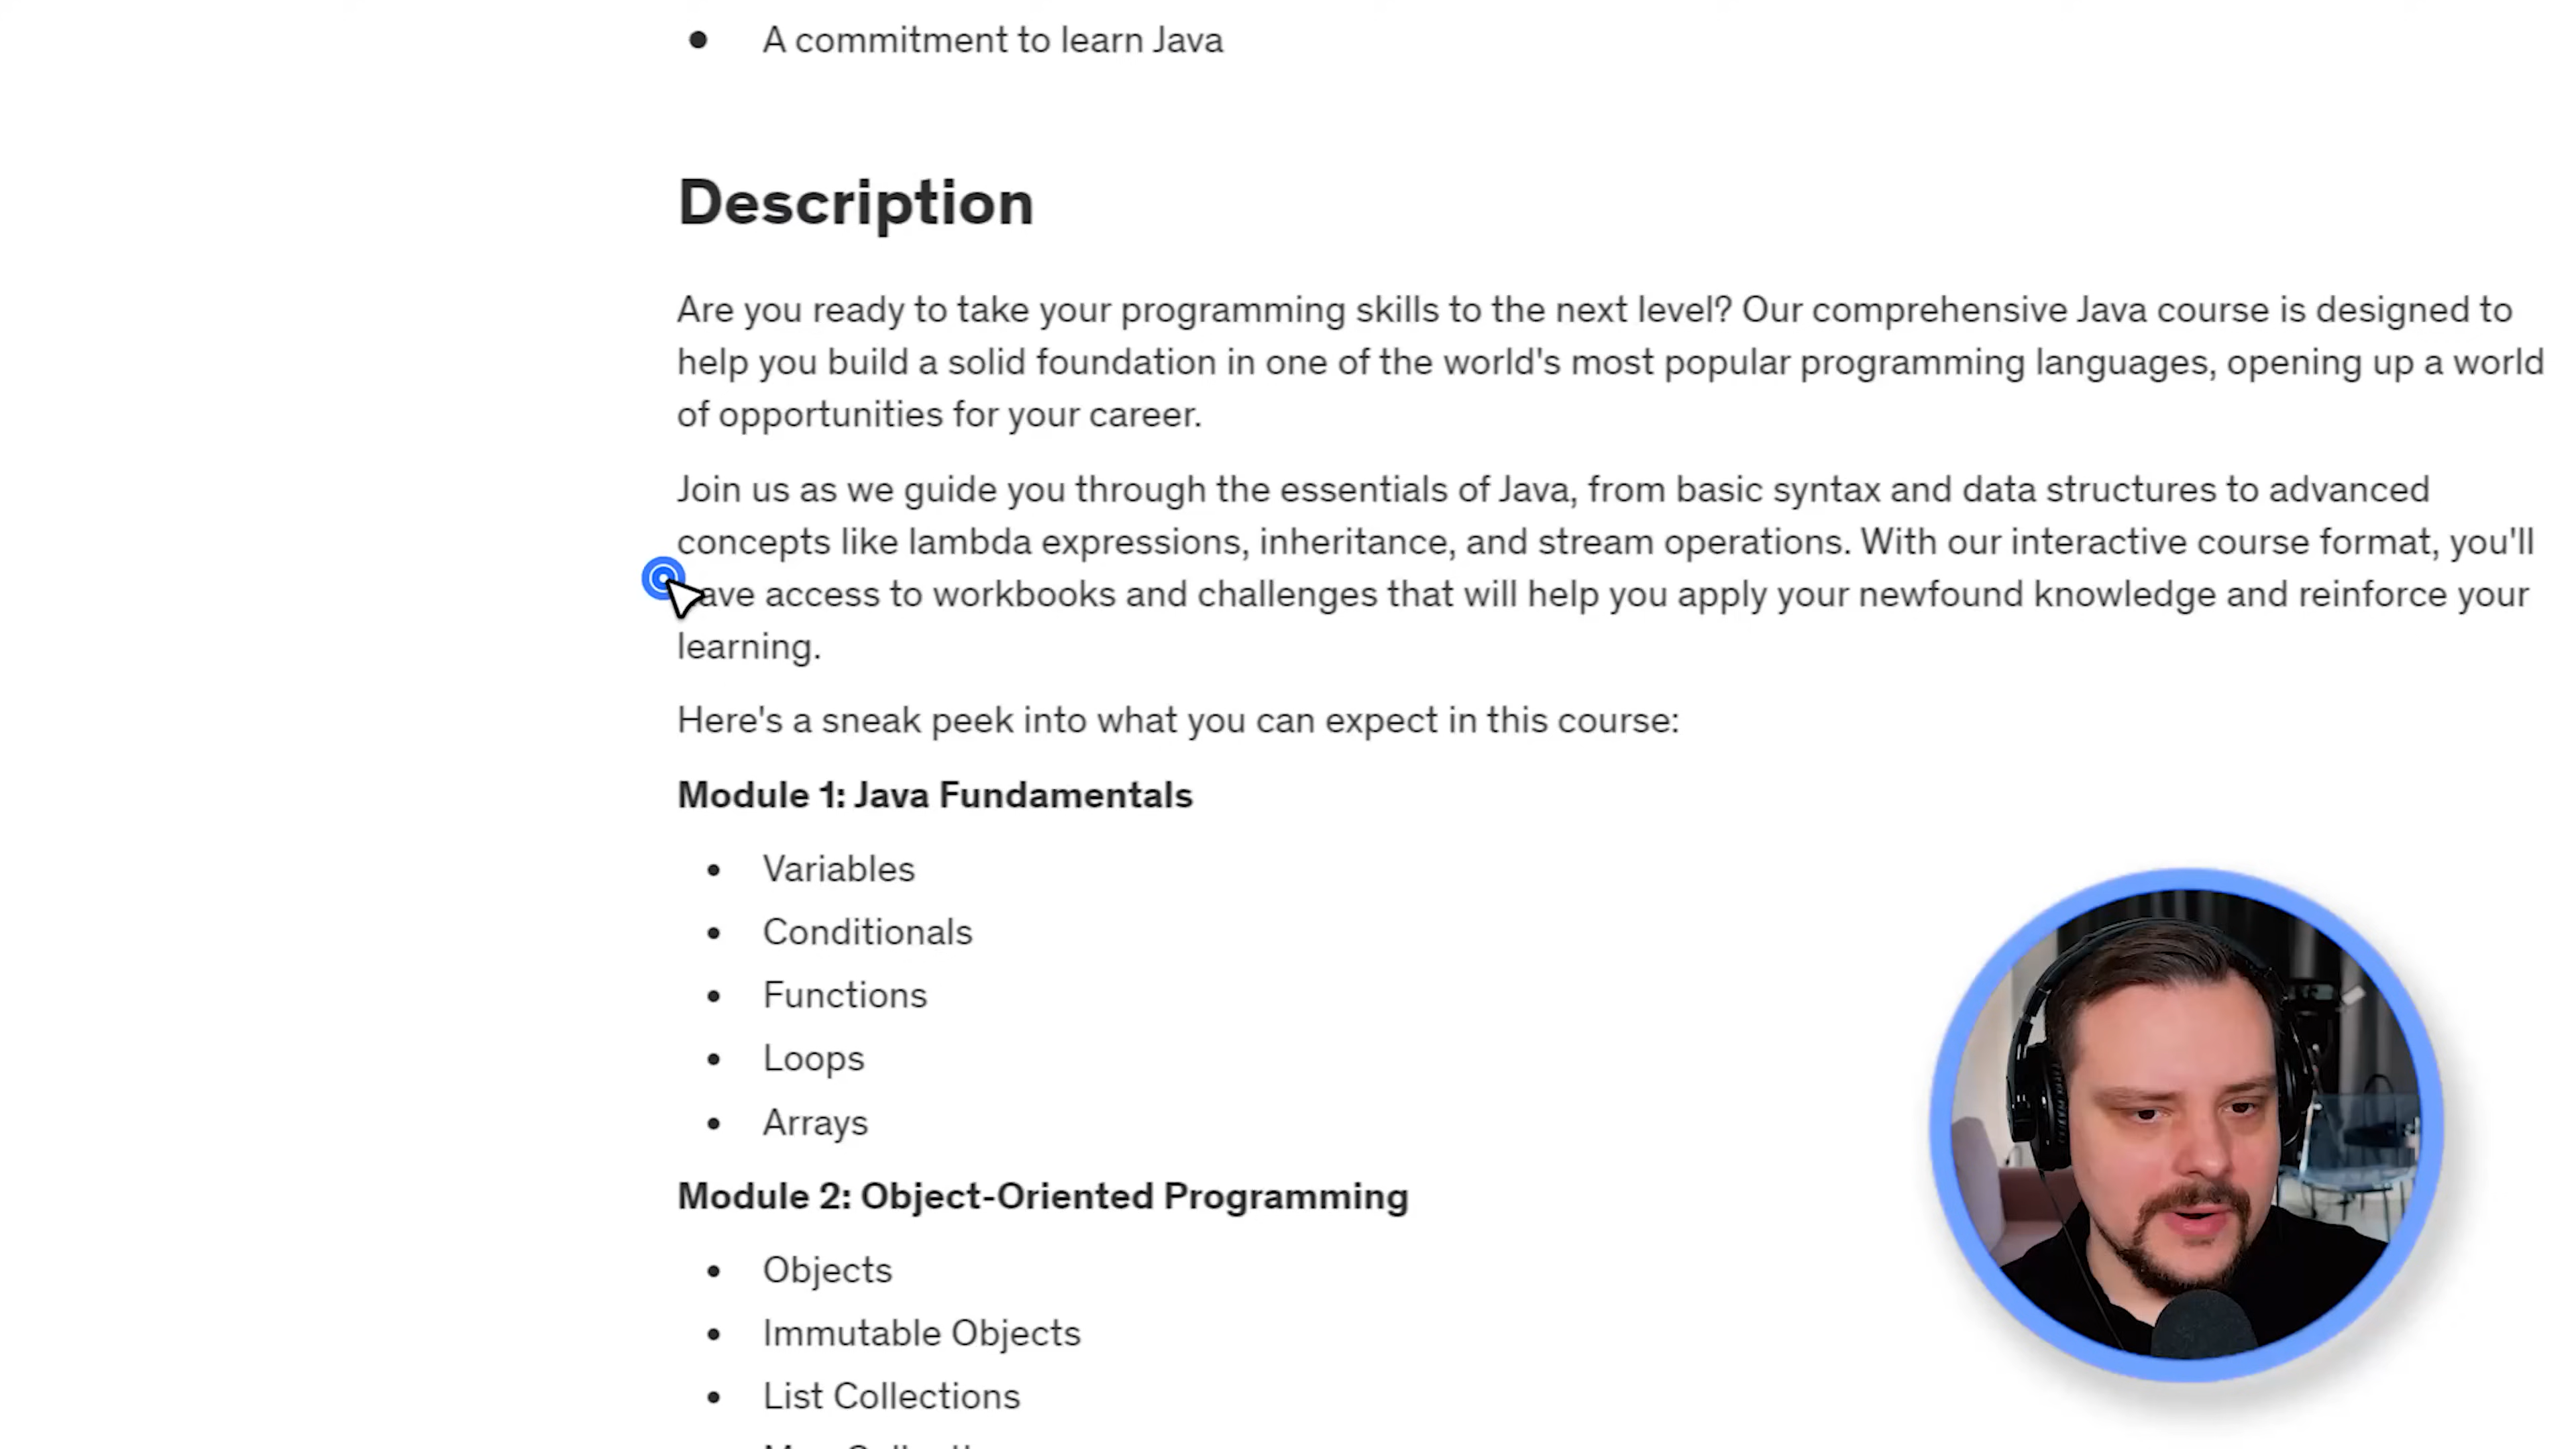 A commitment to learn Java
Description
Are you ready to take your programming skills to the next level? Our comprehensive Java course is designed to
help you build a solid foundation in one of the world's most popular programming languages, opening up a world
of opportunities for your career.
Join us as we guide you through the essentials of Java, from basic syntax and data structures to advanced
concepts like lambda expressions, inheritance, and stream operations. With our interactive course format, you'll
ave access to workbooks and challenges that will help you apply your newfound knowledge and reinforce your
learning.
Here's a sneak peek into what you can expect in this course:
Module 1: Java Fundamentals
Variables
Conditionals
Functions
Loops
Arrays
Module 2: Object-Oriented Programming
Objects
Immutable Objects
List Collections